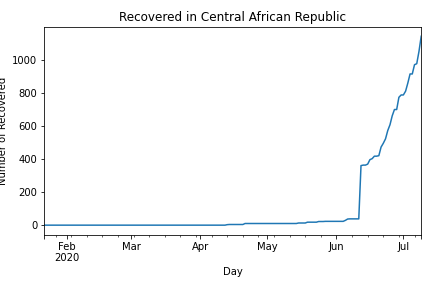 Recovered in Central African Republic
Number of Recovered
1000
800
600
400
200
0
Feb
2020
Mar
Apr
May
Jun
Jul
Day